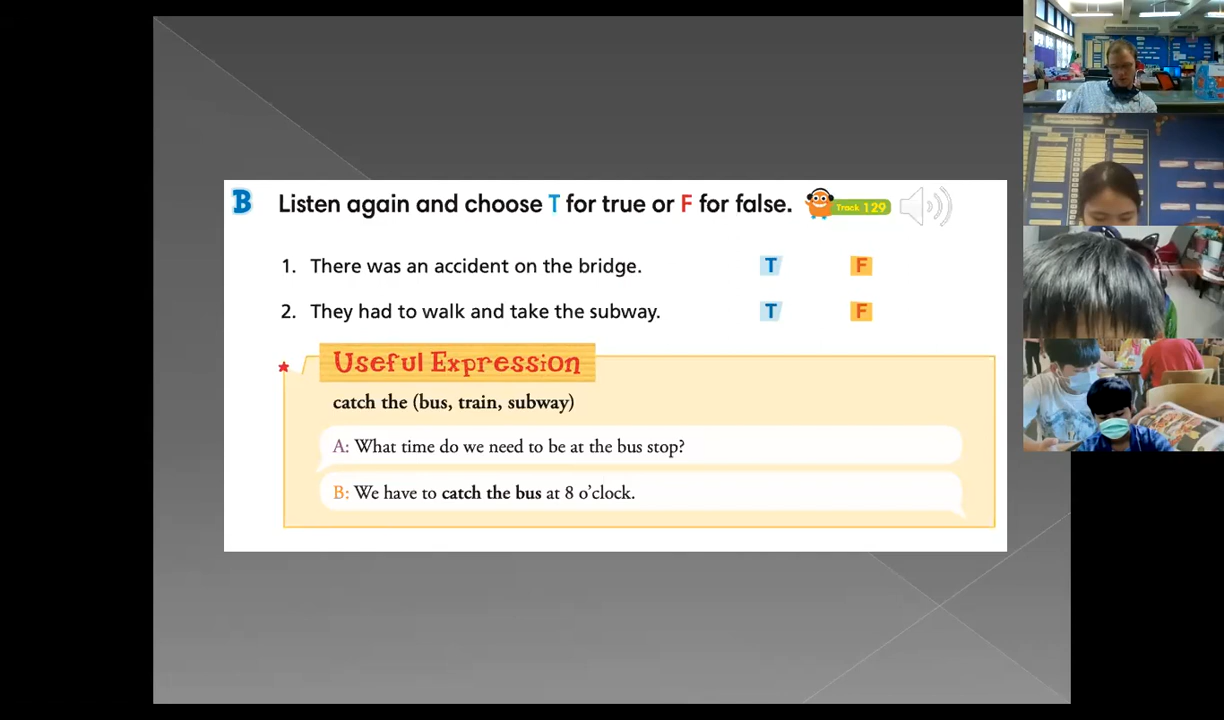 B Listen again and choose T for true or F for false. Track 129
1. There was an accident on the bridge. T F
2. They had to walk and take the subway. T F
Useful Expression
catch the (bus, train, subway)
A: What time do we need to be at the bus stop?
B: We have to catch the bus at 8 o'clock.